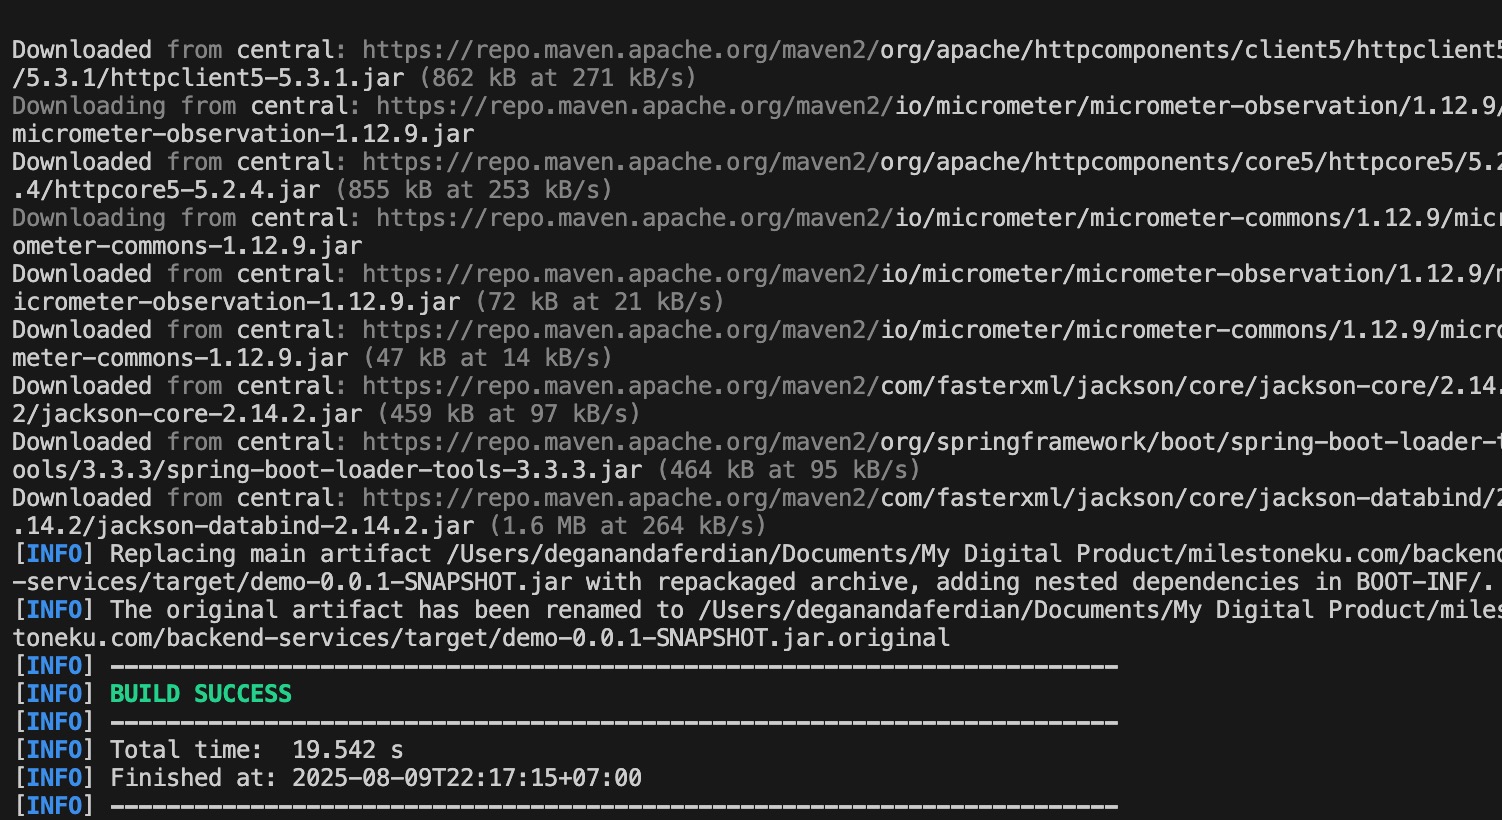 Downloaded from central: https://repo.maven.apache.org/maven2/org/apache/httpcomponents/client5/httpclient5
/5.3.1/httpclient5-5.3.1.jar (862 kB at 271 kB/s)
Downloading from central: https://repo.maven.apache.org/maven2/io/micrometer/micrometer-observation/1.12.9/
micrometer-observation-1.12.9.jar
Downloaded from central: https://repo.maven.apache.org/maven2/org/apache/httpcomponents/core5/httpcore5/5.2
.4/httpcore5-5.2.4.jar (855 kB at 253 kB/s)
Downloading from central: https://repo.maven.apache.org/maven2/io/micrometer/micrometer-commons/1.12.9/micr
ometer-commons-1.12.9.jar
Downloaded from central: https://repo.maven.apache.org/maven2/io/micrometer/micrometer-observation/1.12.9/m
icrometer-observation-1.12.9.jar (72 kB at 21 kB/s)
Downloaded from central: https://repo.maven.apache.org/maven2/io/micrometer/micrometer-commons/1.12.9/micro
meter-commons-1.12.9.jar (47 kB at 14 kB/s)
Downloaded from central: https://repo.maven.apache.org/maven2/com/fasterxml/jackson/core/jackson-core/2.14.
2/jackson-core-2.14.2.jar (459 kB at 97 kB/s)
Downloaded from central: https://repo.maven.apache.org/maven2/org/springframework/boot/spring-boot-loader-t
ools/3.3.3/spring-boot-loader-tools-3.3.3.jar (464 kB at 95 kB/s)
Downloaded from central: https://repo.maven.apache.org/maven2/com/fasterxml/jackson/core/jackson-databind/2
.14.2/jackson-databind-2.14.2.jar (1.6 MB at 264 kB/s)
[INFO] Replacing main artifact /Users/deganandaferdian/Documents/My Digital Product/milestoneku.com/backend
-services/target/demo-0.0.1-SNAPSHOT.jar with repackaged archive, adding nested dependencies in BOOT-INF/.
[INFO] The original artifact has been renamed to /Users/deganandaferdian/Documents/My Digital Product/miles
toneku.com/backend-services/target/demo-0.0.1-SNAPSHOT.jar.original
[INFO] ------------------------------------------------------------------------
[INFO] BUILD SUCCESS
[INFO] ------------------------------------------------------------------------
[INFO] Total time:  19.542 s
[INFO] Finished at: 2025-08-09T22:17:15+07:00
[INFO] ------------------------------------------------------------------------